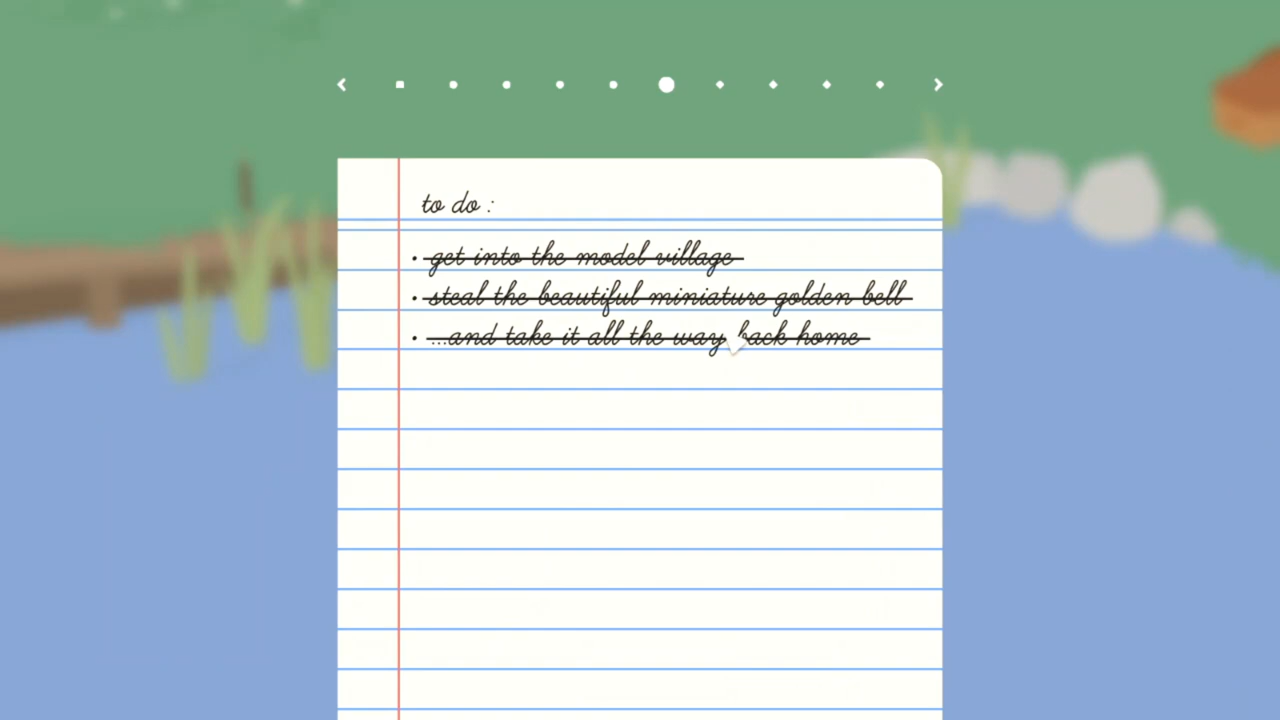 to do :
• get into the model village
• steal the beautiful miniature golden bell
• ...and take it all the way back home